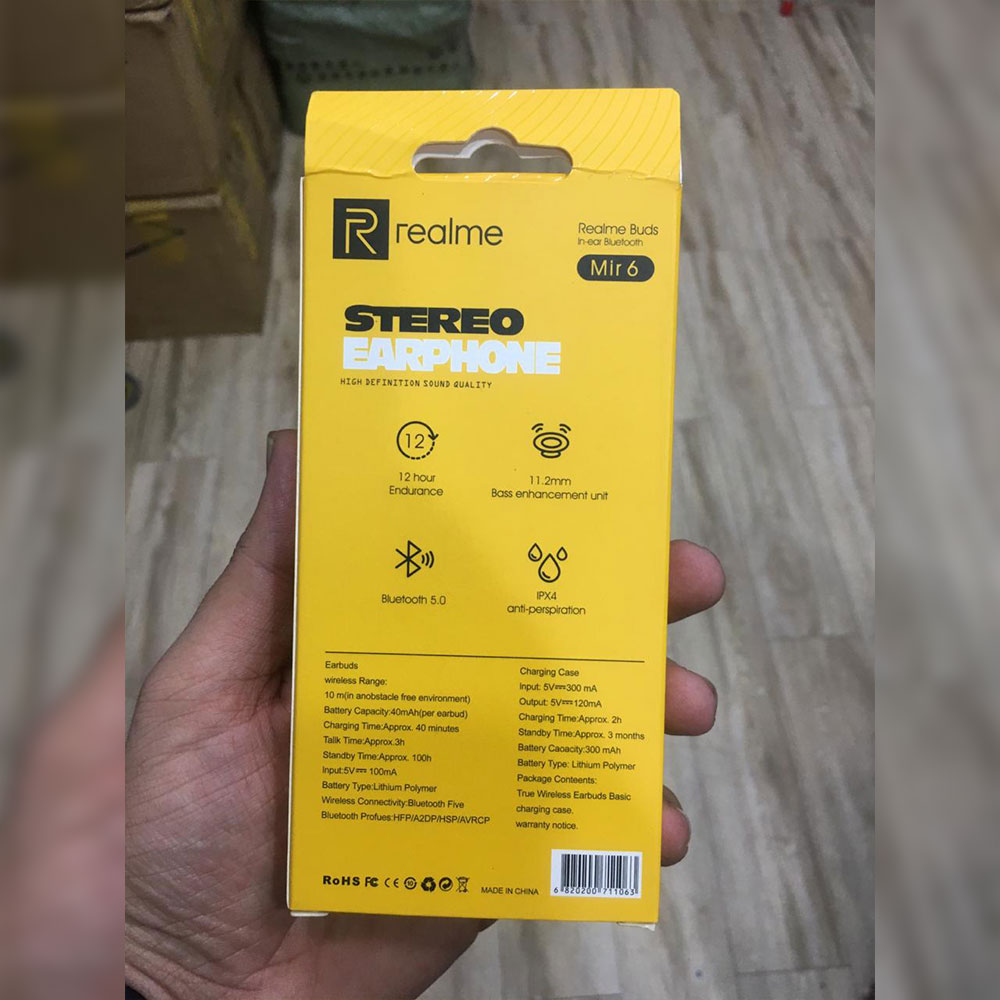 R realme
Realme Buds
In-ear Bluetooth
Mir 6
STEREO
EARPHONE
HIGH DEFINITION SOUND QUALITY
12
12 hour
Endurance
11.2mm
Bass enhancement unit
Bluetooth 5.0
IPX4
anti-perspiration
Earbuds
wireless Range:
10 m(in anobstacle free environment)
Battery Capacity:40mAh(per earbud)
Charging Time:Approx. 40 minutes
Talk Time:Approx.3h
Standby Time:Approx. 100h
Input:5V⎓ 100mA
Battery Type:Lithium Polymer
Wireless Connectivity:Bluetooth Five
Bluetooth Profues:HFP/A2DP/HSP/AVRCP
Charging Case
Input: 5V⎓300 mA
Output: 5V⎓120mA
Charging Time:Approx. 2h
Standby Time:Approx. 3 months
Battery Caoacity:300 mAh
Battery Type: Lithium Polymer
Package Conteents:
True Wireless Earbuds Basic
charging case.
warranty notice.
RoHS FC CE 10
MADE IN CHINA
6 820200 711063